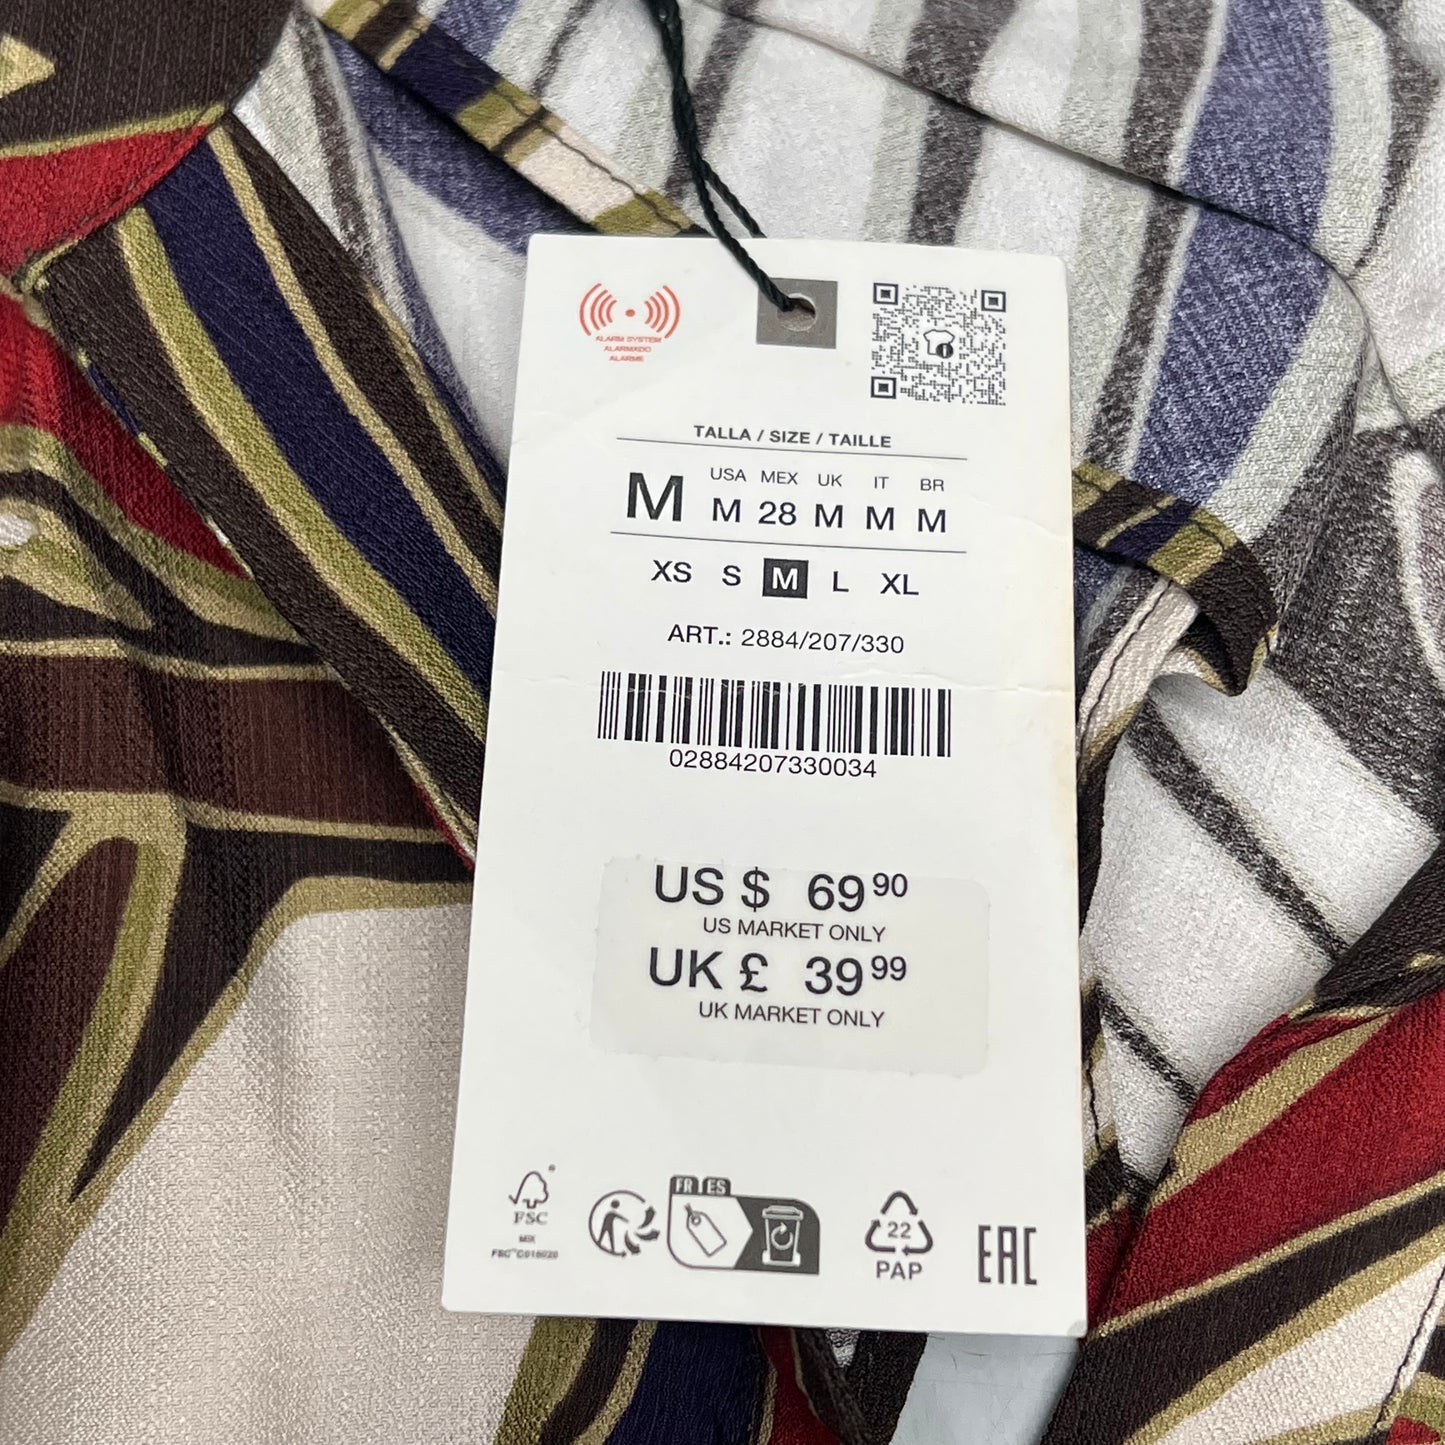 ALARM SYSTEM
ALARMADO
ALARME
TALLA / SIZE / TAILLE
M
USA MEX UK IT BR
M 28 M M M
XS S M L XL
ART.: 2884/207/330
02884207330034
US $ 69 90
US MARKET ONLY
UK £ 39 99
UK MARKET ONLY
FR ES
®
FSC
MIX
FSC™ C016020
22
PAP
EAC